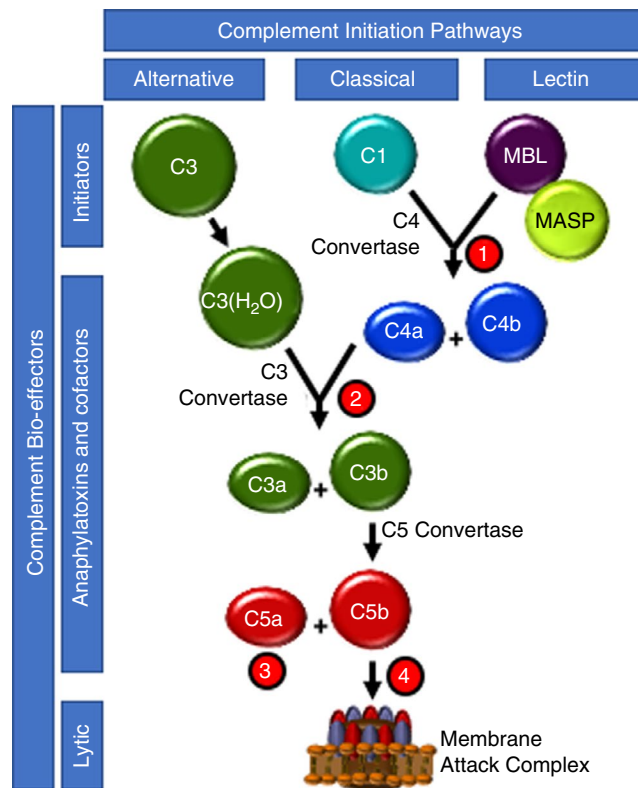 Complement Initiation Pathways
Alternative
Classical
Lectin
Complement Bio-effectors
Initiators
C3
C1
MBL
MASP
C4
Convertase
1
Anaphylatoxins and cofactors
C3(H₂O)
C4a
+
C4b
C3
Convertase
2
C3a
+
C3b
C5 Convertase
C5a
+
C5b
3
4
Lytic
Membrane
Attack Complex